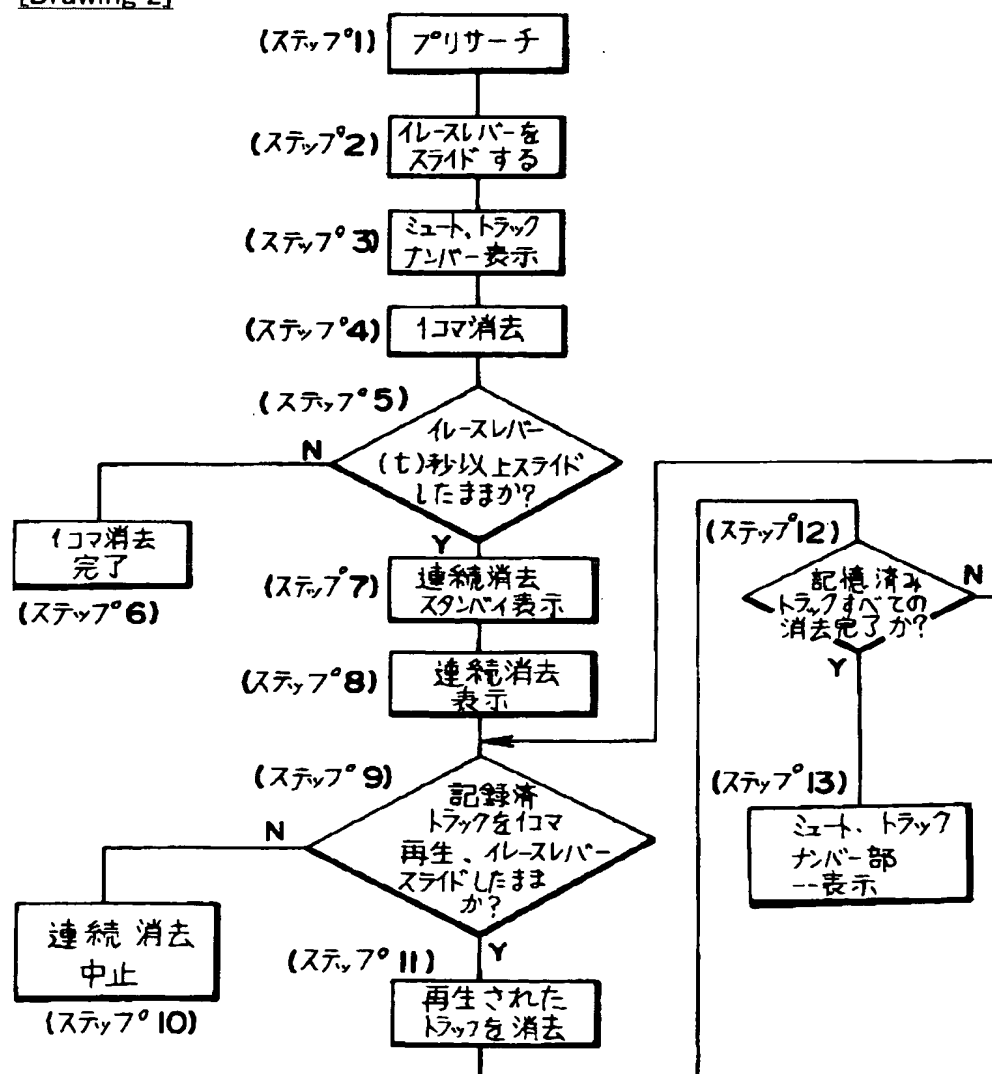 [Drawing 2]
(ステップ1)
プリサーチ
(ステップ2)
イレースレバーを
スライドする
(ステップ3)
ミュート、トラック
ナンバー表示
(ステップ4)
1コマ消去
(ステップ5)
イレースレバー
(t)秒以上スライド
したままか?
N
Y
1コマ消去
完了
(ステップ6)
(ステップ7)
連続消去
スタンバイ表示
(ステップ8)
連続消去
表示
(ステップ9)
記録済
トラックを1コマ
再生、イレースレバー
スライドしたまま
か?
N
Y
連続消去
中止
(ステップ10)
(ステップ11)
再生された
トラックを消去
(ステップ12)
記憶済み
トラックすべての
消去完了か?
N
Y
(ステップ13)
ミュート、トラック
ナンバー部
--表示